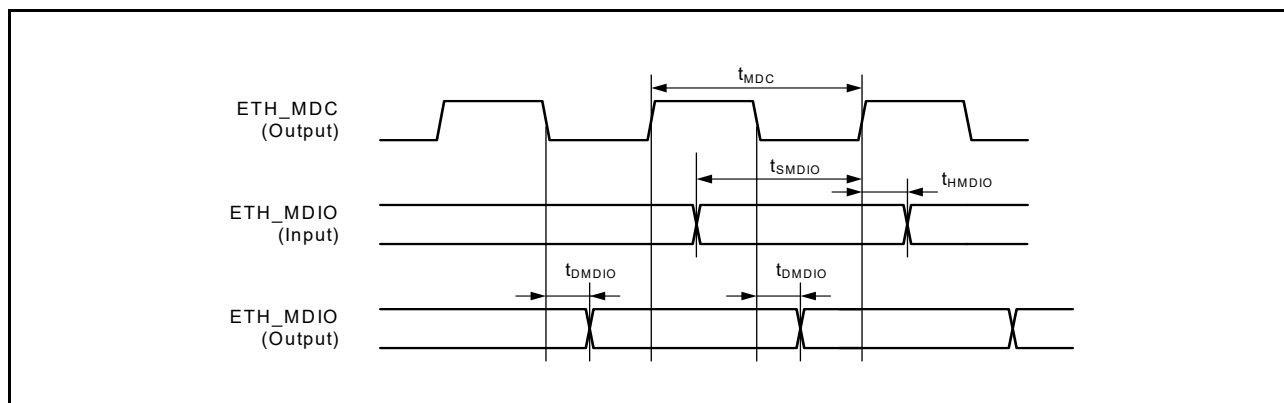 tMDC
ETH_MDC
(Output)
tSMDIO
tHMDIO
ETH_MDIO
(Input)
tDMDIO
tDMDIO
ETH_MDIO
(Output)